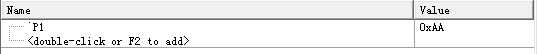 Name Value
`P1 0xAA
<double-click or F2 to add>